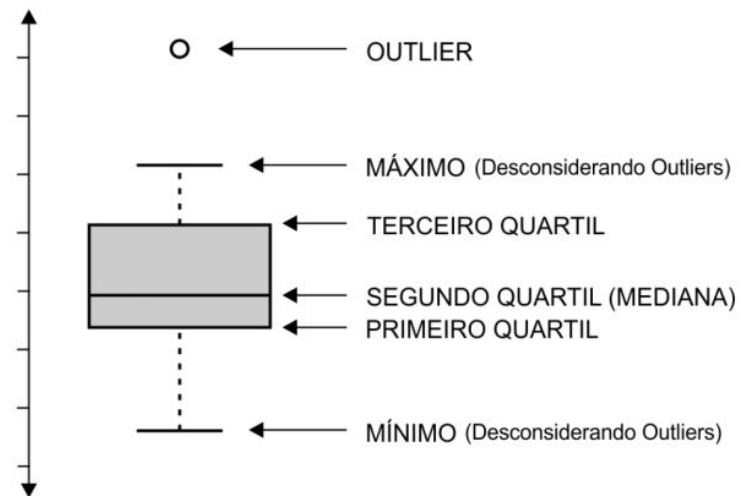 OUTLIER
MÁXIMO (Desconsiderando Outliers)
TERCEIRO QUARTIL
SEGUNDO QUARTIL (MEDIANA)
PRIMEIRO QUARTIL
MÍNIMO (Desconsiderando Outliers)